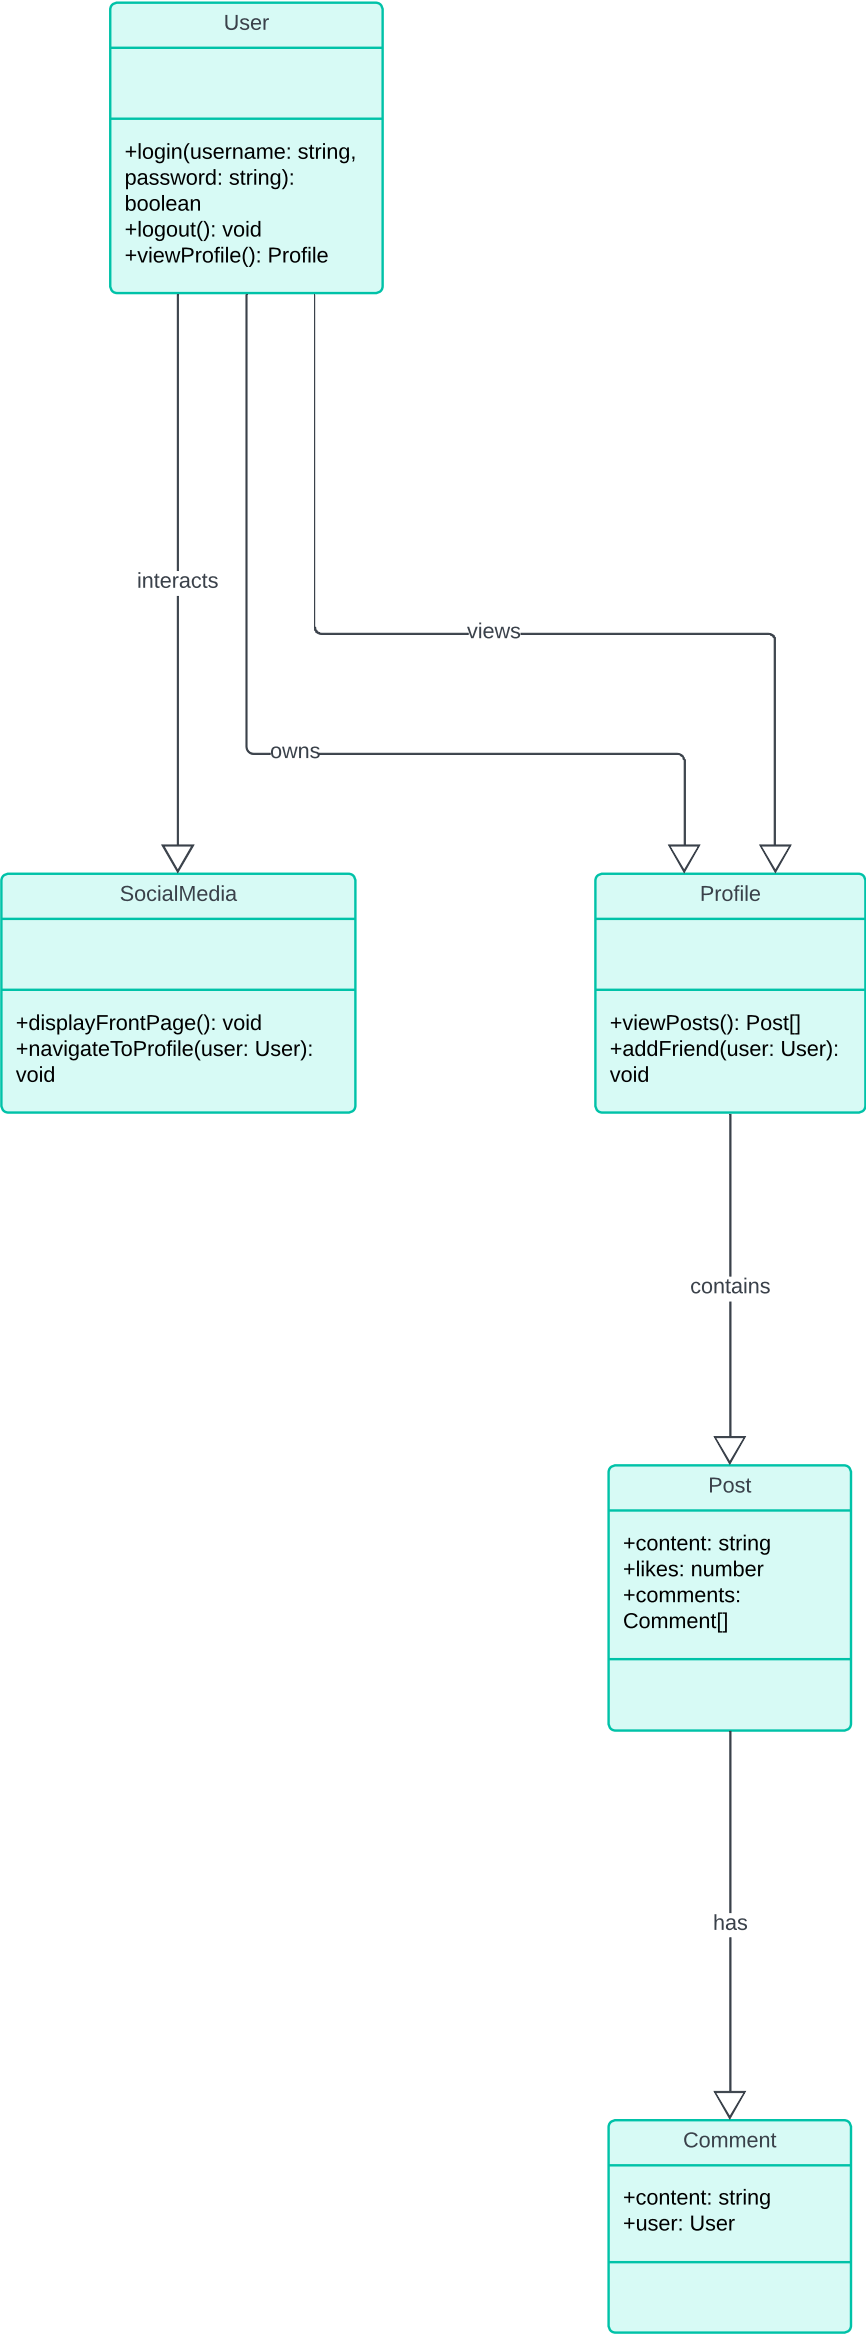 User
+login(username: string,
password: string):
boolean
+logout(): void
+viewProfile(): Profile
interacts
views
owns
SocialMedia
+displayFrontPage(): void
+navigateToProfile(user: User):
void
Profile
+viewPosts(): Post[]
+addFriend(user: User):
void
contains
Post
+content: string
+likes: number
+comments:
Comment[]
has
Comment
+content: string
+user: User